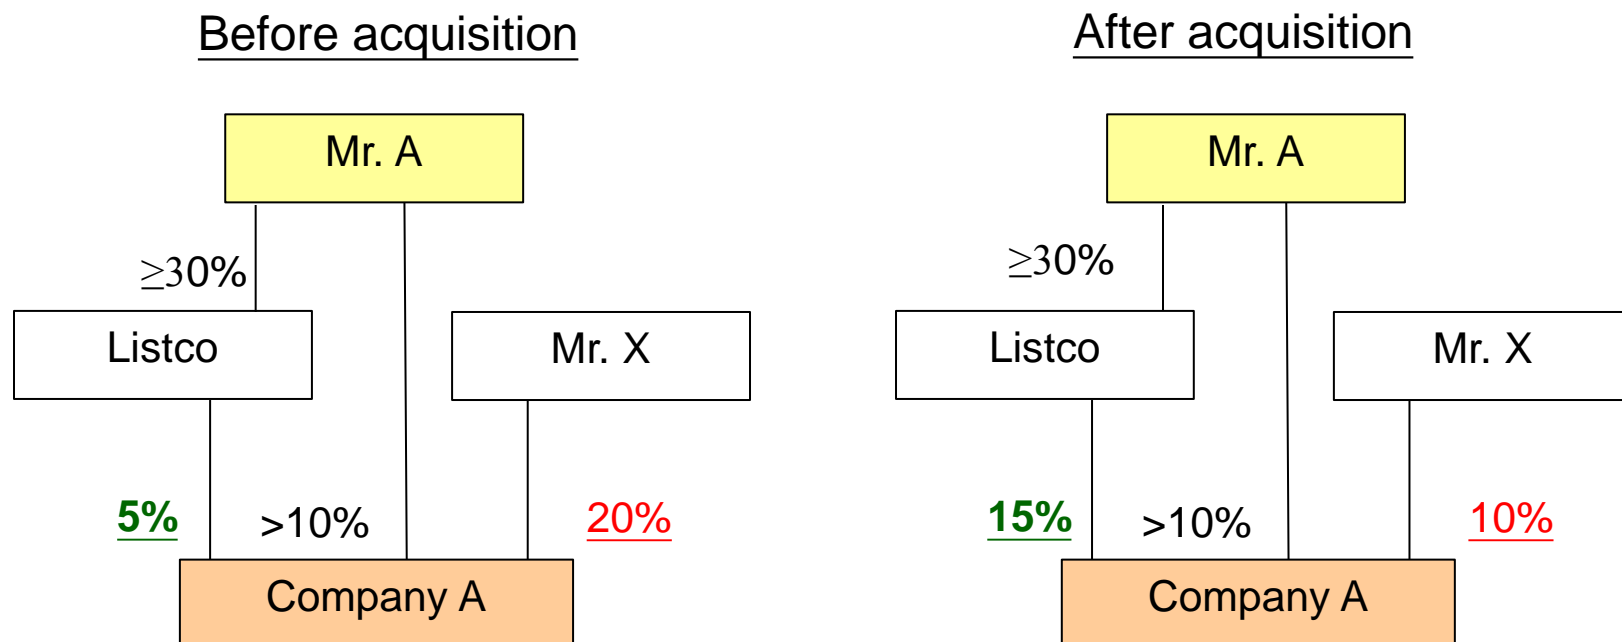 Before acquisition
Mr. A
≥30%
Listco
Mr. X
5%
>10%
20%
Company A
After acquisition
Mr. A
≥30%
Listco
Mr. X
15%
>10%
10%
Company A